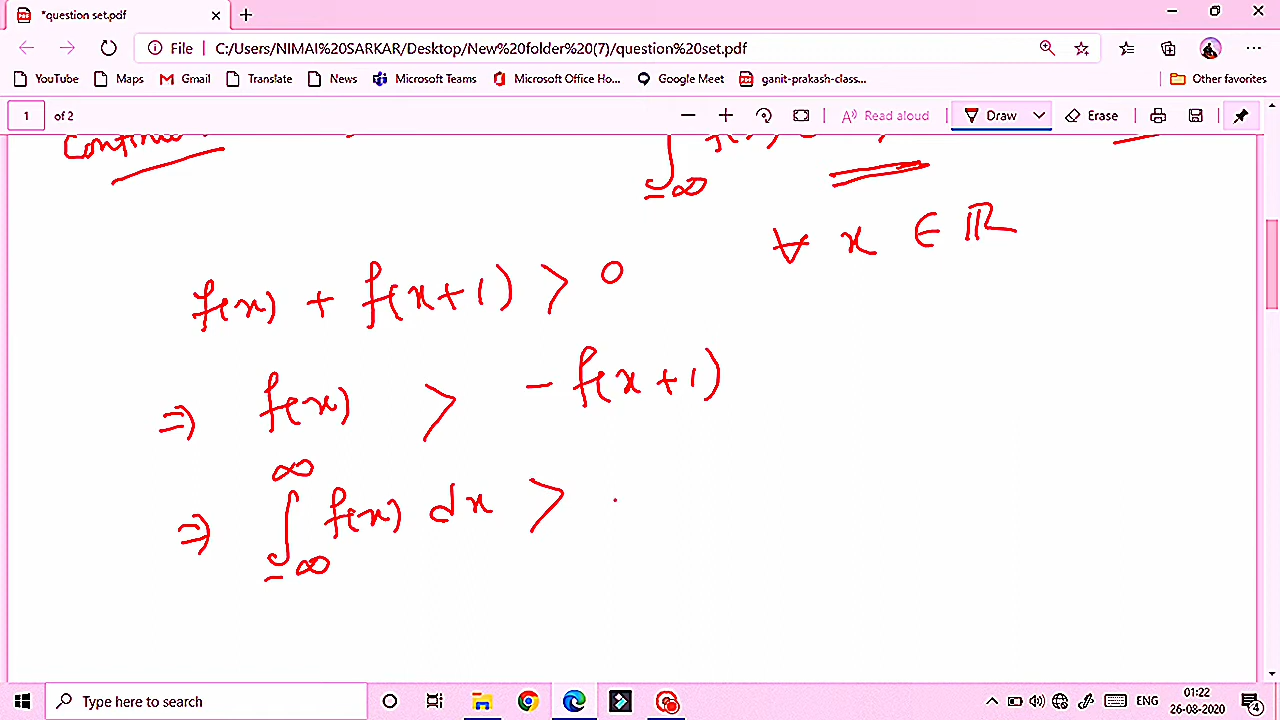 *question set.pdf
File | C:/Users/NIMAI%20SARKAR/Desktop/New%20folder%20(7)/question%20set.pdf
YouTube Maps Gmail Translate News Microsoft Teams Microsoft Office Ho... Google Meet ganit-prakash-class... Other favorites
1 of 2 Read aloud Draw Erase
-∞
∀ x ∈ ℝ
f(x) + f(x+1) > 0
⇒ f(x) > - f(x+1)
⇒ ∫_{-∞}^{∞} f(x) dx >
Type here to search ENG 01:22
26-08-2020 4